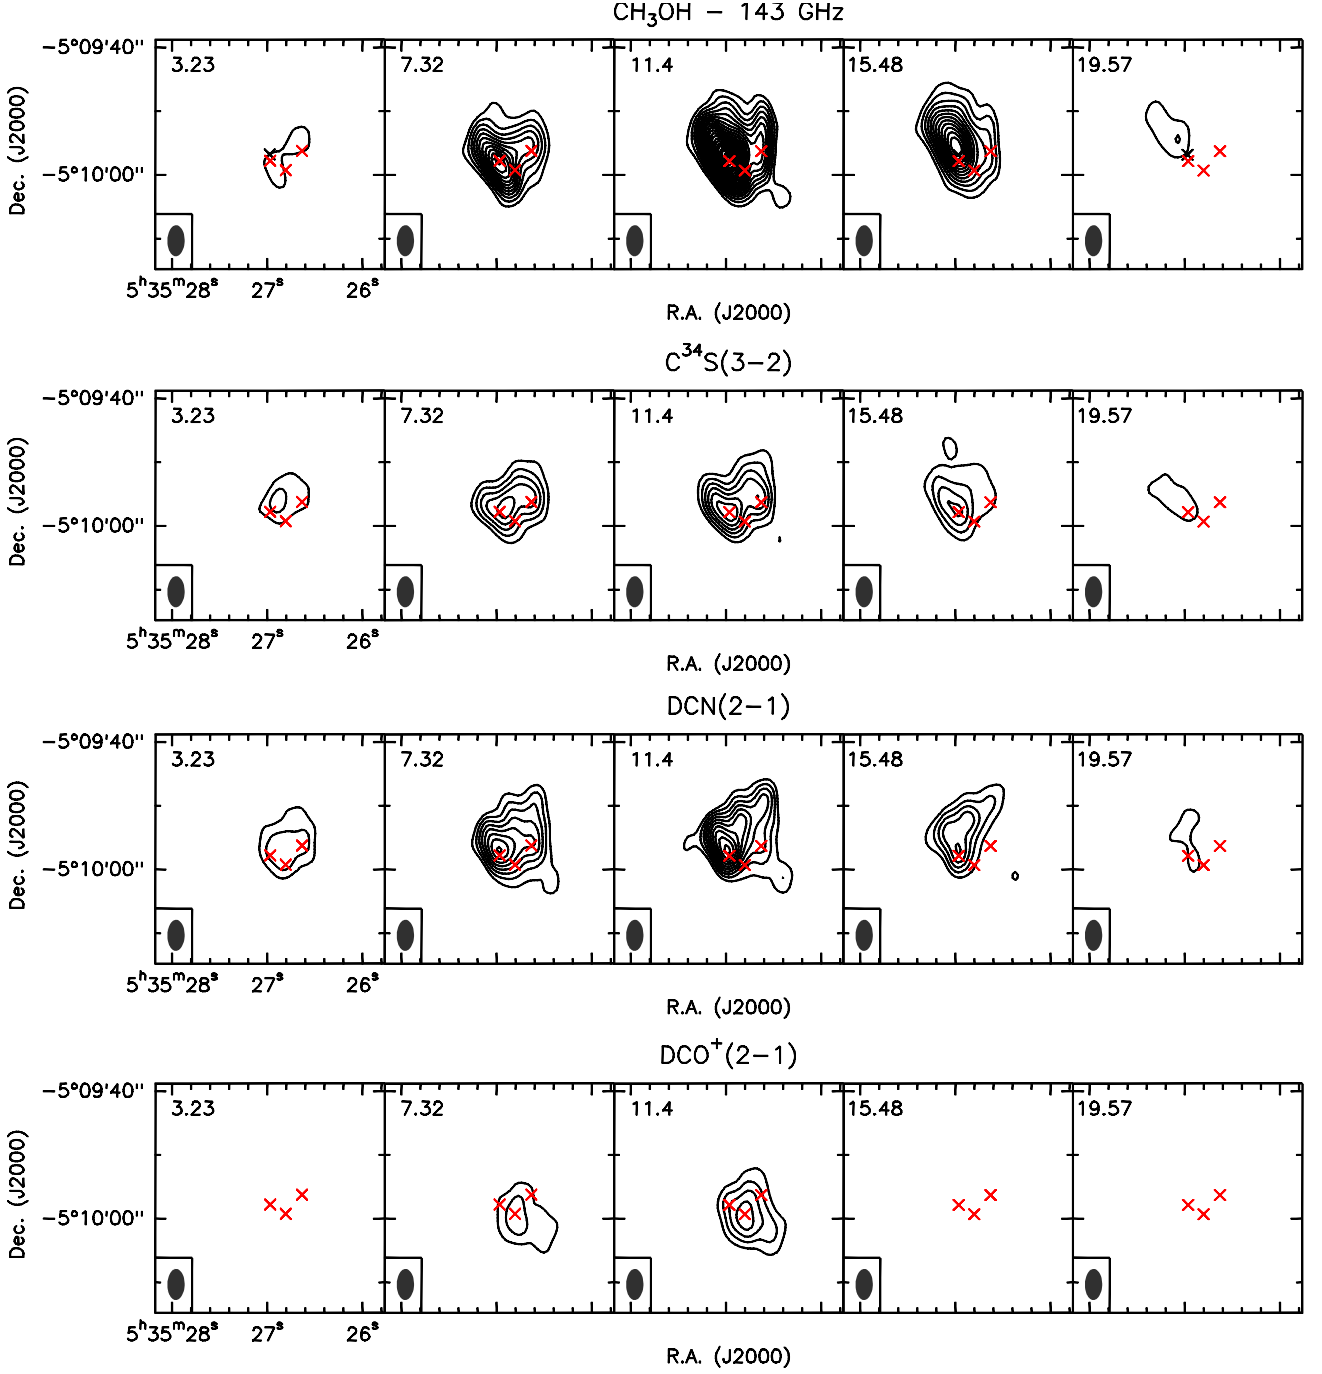 CH₃OH − 143 GHz
−5°09'40''
3.23 7.32 11.4 15.48 19.57
Dec. (J2000)
−5°10'00''
5ʰ35ᵐ28ˢ 27ˢ 26ˢ
R.A. (J2000)
C³⁴S(3−2)
−5°09'40''
3.23 7.32 11.4 15.48 19.57
Dec. (J2000)
−5°10'00''
5ʰ35ᵐ28ˢ 27ˢ 26ˢ
R.A. (J2000)
DCN(2−1)
−5°09'40''
3.23 7.32 11.4 15.48 19.57
Dec. (J2000)
−5°10'00''
5ʰ35ᵐ28ˢ 27ˢ 26ˢ
R.A. (J2000)
DCO⁺(2−1)
−5°09'40''
3.23 7.32 11.4 15.48 19.57
Dec. (J2000)
−5°10'00''
5ʰ35ᵐ28ˢ 27ˢ 26ˢ
R.A. (J2000)